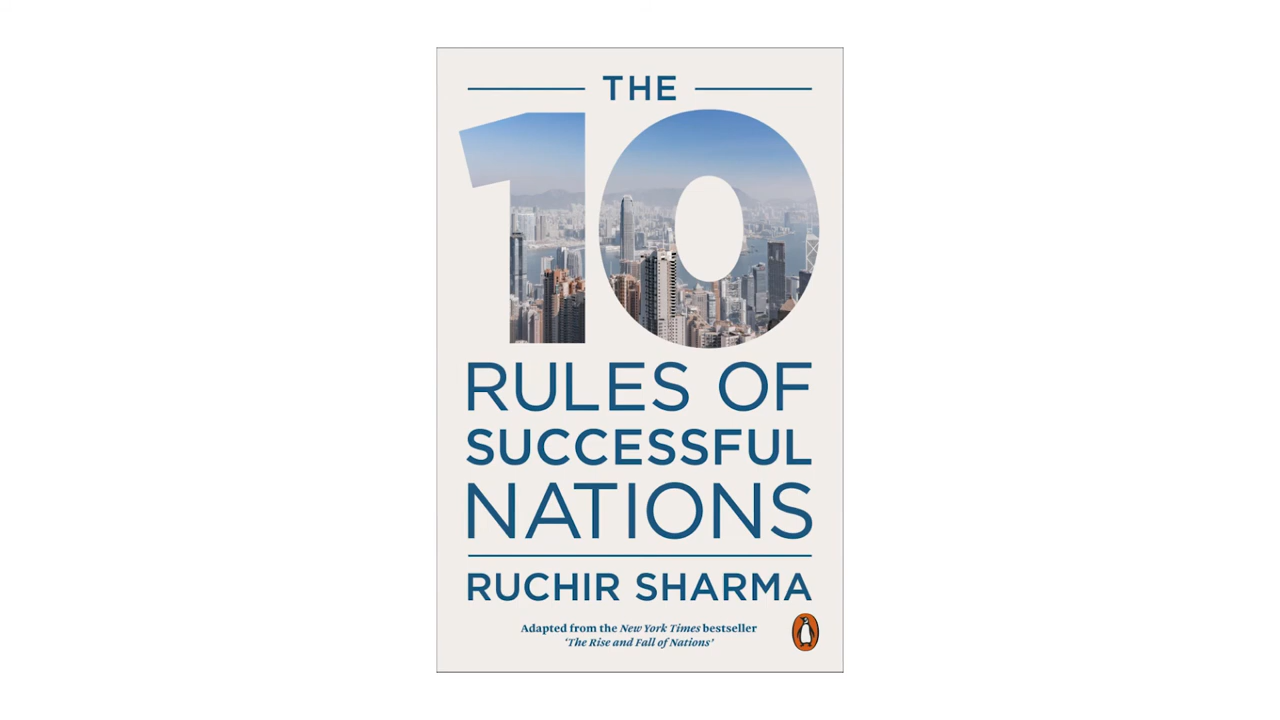 THE
10
RULES OF
SUCCESSFUL
NATIONS
RUCHIR SHARMA
Adapted from the New York Times bestseller
‘The Rise and Fall of Nations’